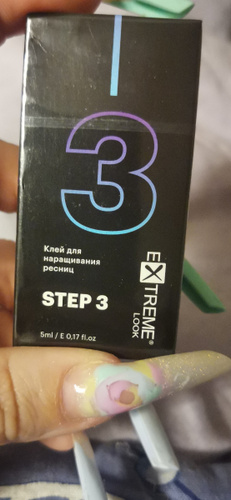 3
Клей для
наращивания
ресниц
STEP 3
5ml / E 0,17 fl.oz
EXTREME®
LOOK